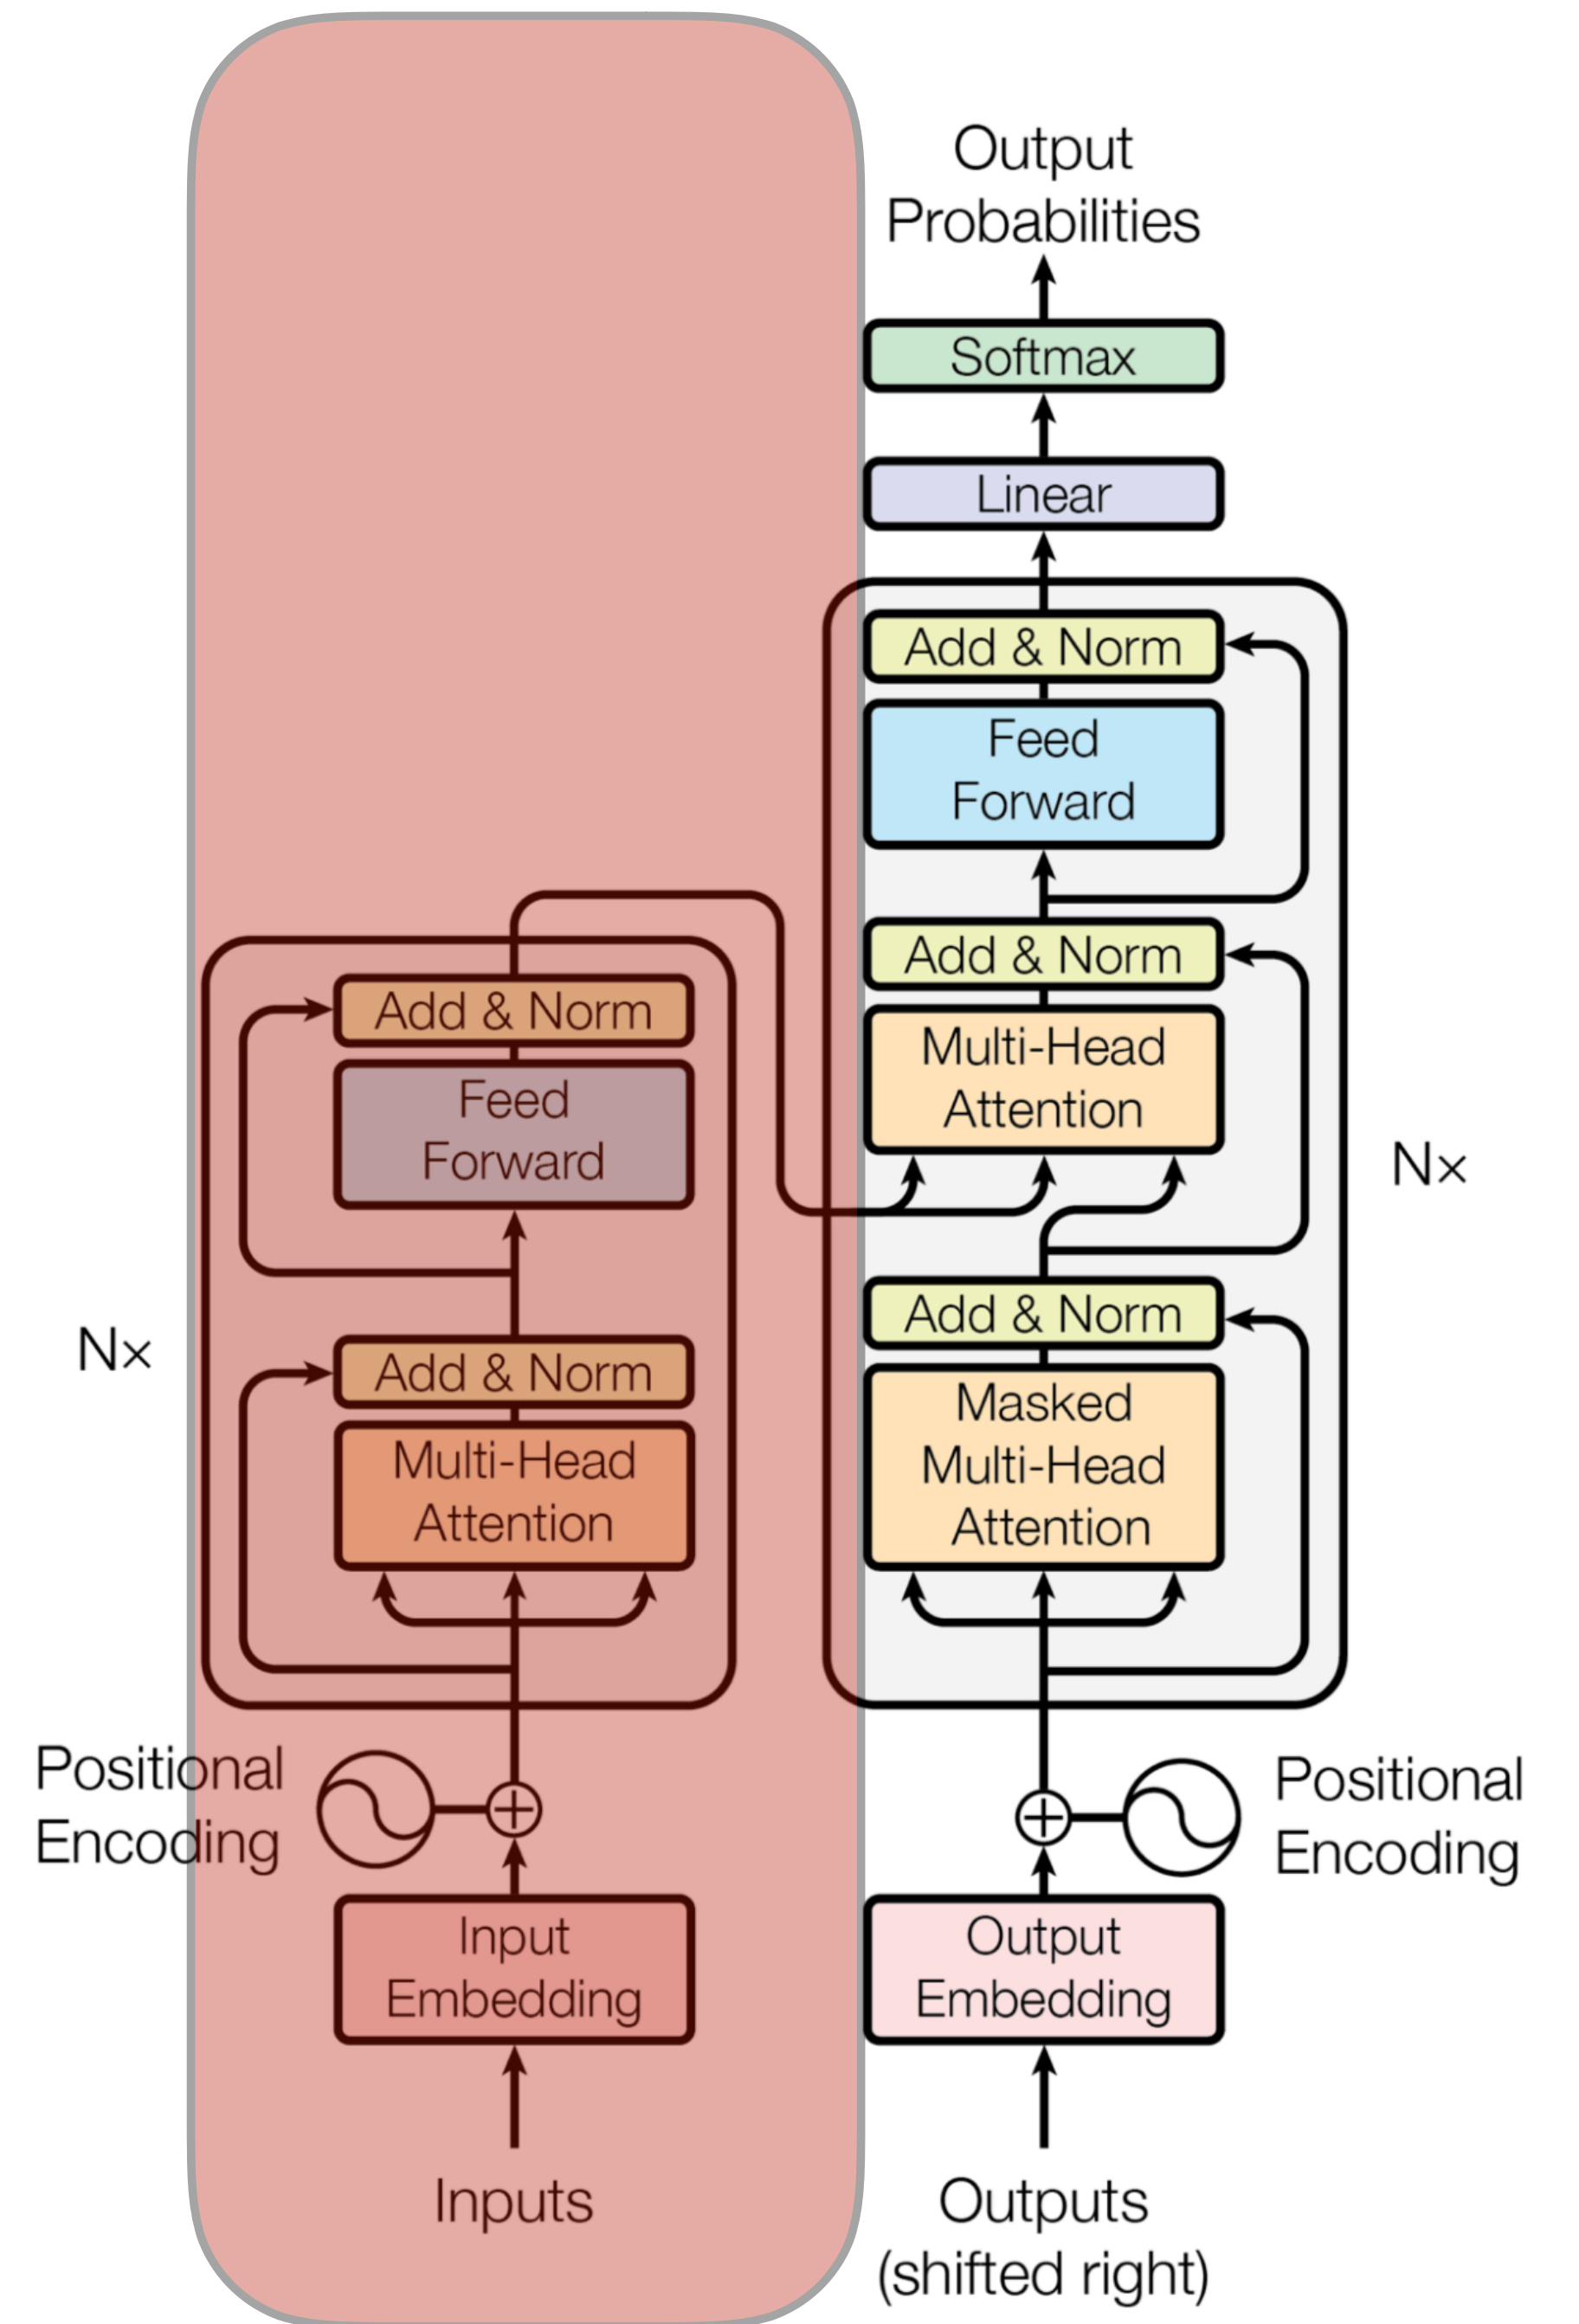 Output
Probabilities
Softmax
Linear
Add & Norm
Feed
Forward
Add & Norm
Multi-Head
Attention
N×
Add & Norm
Masked
Multi-Head
Attention
Add & Norm
Feed
Forward
N×
Add & Norm
Multi-Head
Attention
Positional
Encoding
Positional
Encoding
Input
Embedding
Output
Embedding
Inputs
Outputs
(shifted right)